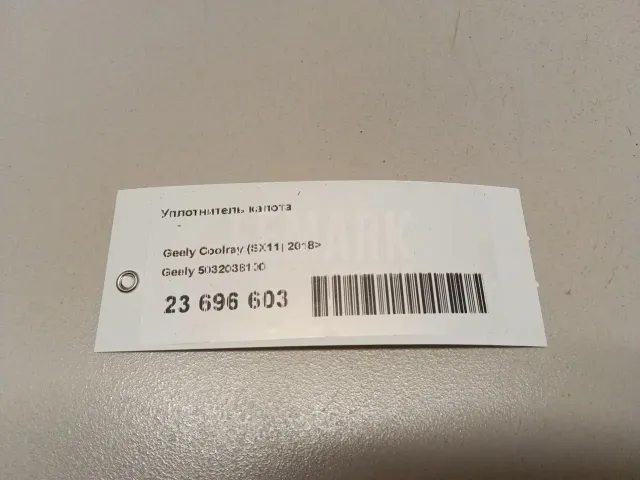 Уплотнитель капота
Geely Coolray (SX11) 2018>
Geely 5032038100
23 696 603